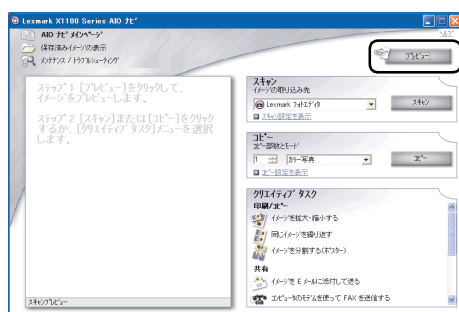 Lexmark X1100 Series AIO ナビ
AIO ナビ メインページ
ヘルプ
保存済みイメージの表示
メンテナンス / トラブルシューティング
プレビュー
ステップ 1 [プレビュー]をクリックして、
イメージをプレビューします。
ステップ 2 [スキャン]または[コピー]をクリック
するか、[クリエイティブ タスク]メニューを選択
します。
スキャンプレビュー
スキャン
イメージの取り込み先
Lexmark フォトエディタ
スキャン
スキャン設定を表示
コピー
コピー部数とモード
1
カラー写真
コピー
コピー設定を表示
クリエイティブ タスク
印刷/コピー
イメージを拡大・縮小する
同じイメージを繰り返す
イメージを分割する(ポスター)
共有
イメージを E メールに添付して送る
コンピュータのモデムを使って FAX を送信する